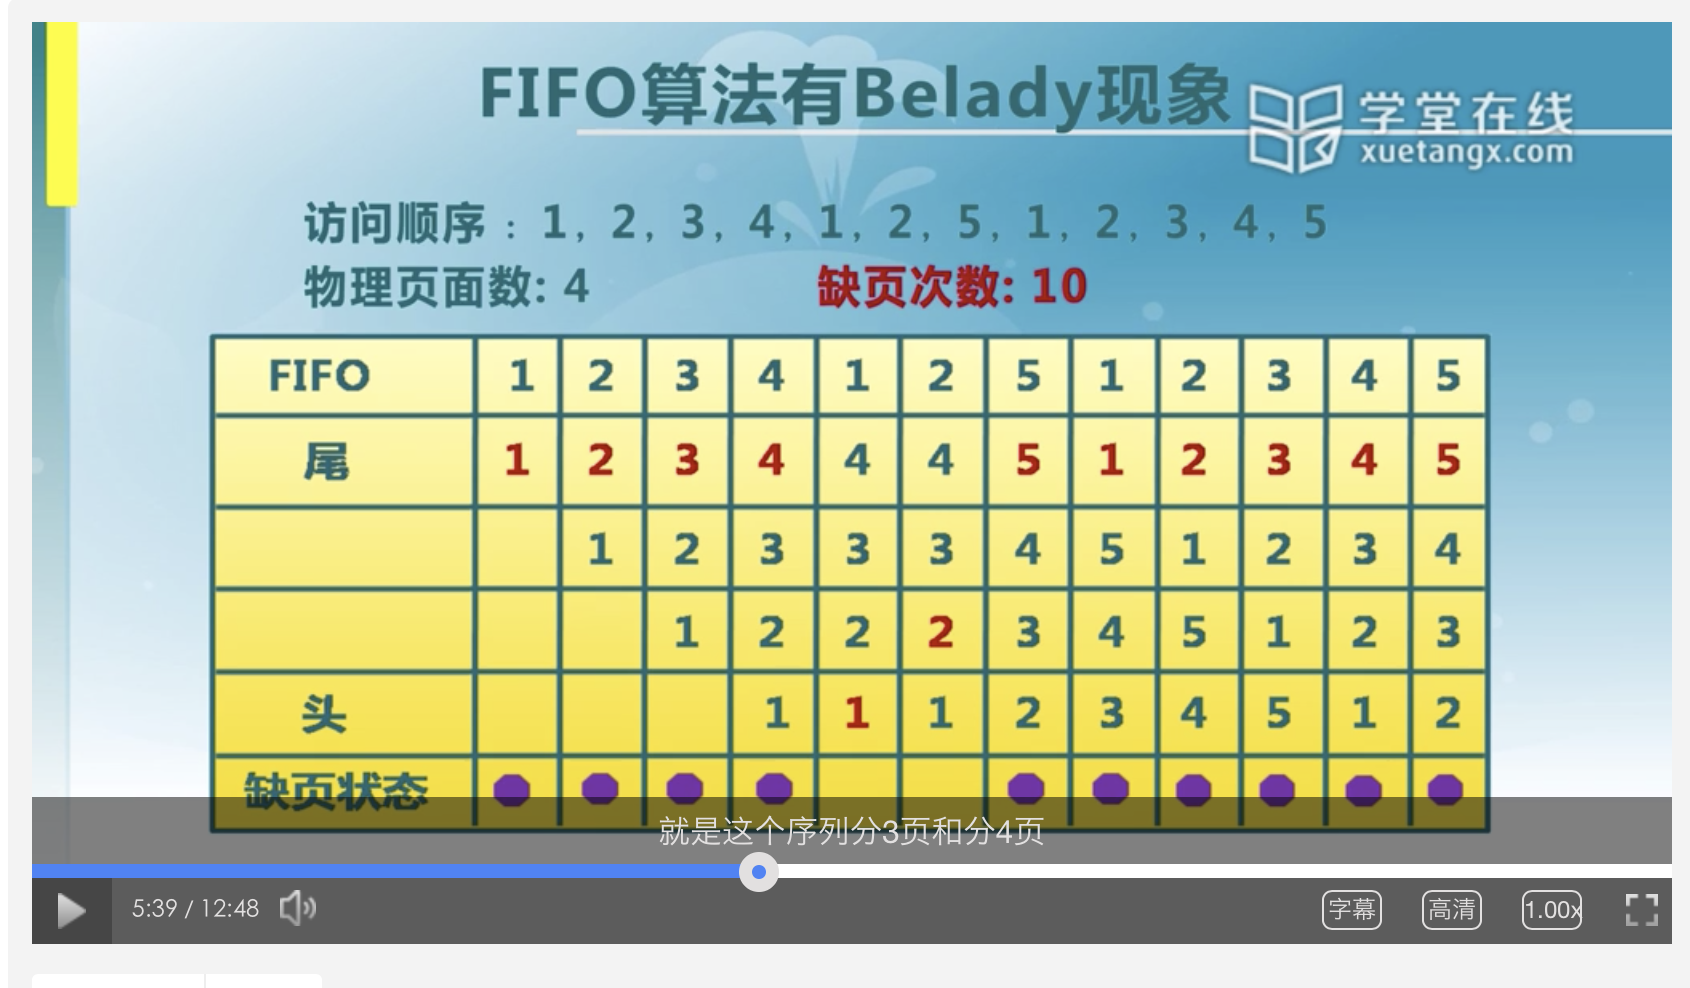 FIFO算法有Belady现象
学堂在线
xuetangx.com
访问顺序：1, 2, 3, 4, 1, 2, 5, 1, 2, 3, 4, 5
物理页面数: 4 缺页次数: 10
FIFO 1 2 3 4 1 2 5 1 2 3 4 5
尾 1 2 3 4 4 4 5 1 2 3 4 5
1 2 3 3 3 4 5 1 2 3 4
1 2 2 2 3 4 5 1 2 3
头 1 1 1 2 3 4 5 1 2
缺页状态
就是这个序列分3页和分4页
5:39 / 12:48 字幕 高清 1.00x